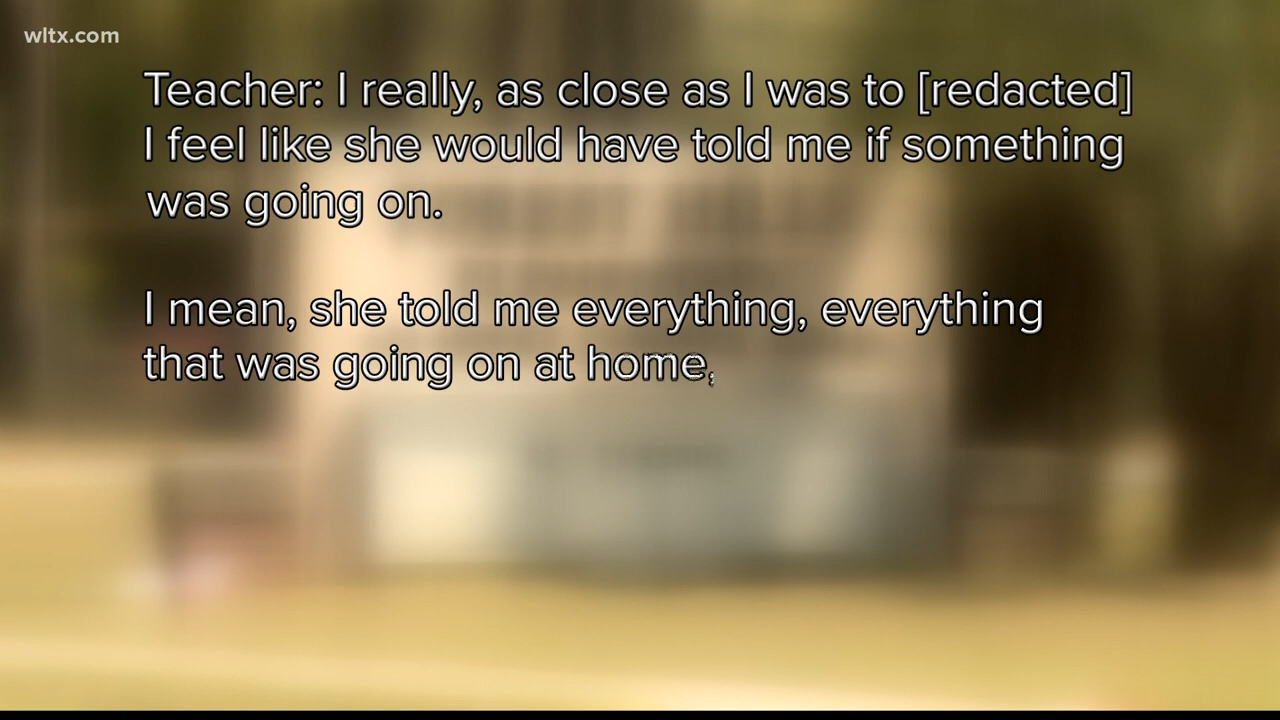 wltx.com
Teacher: I really, as close as I was to [redacted]
I feel like she would have told me if something
was going on.
I mean, she told me everything, everything
that was going on at home,